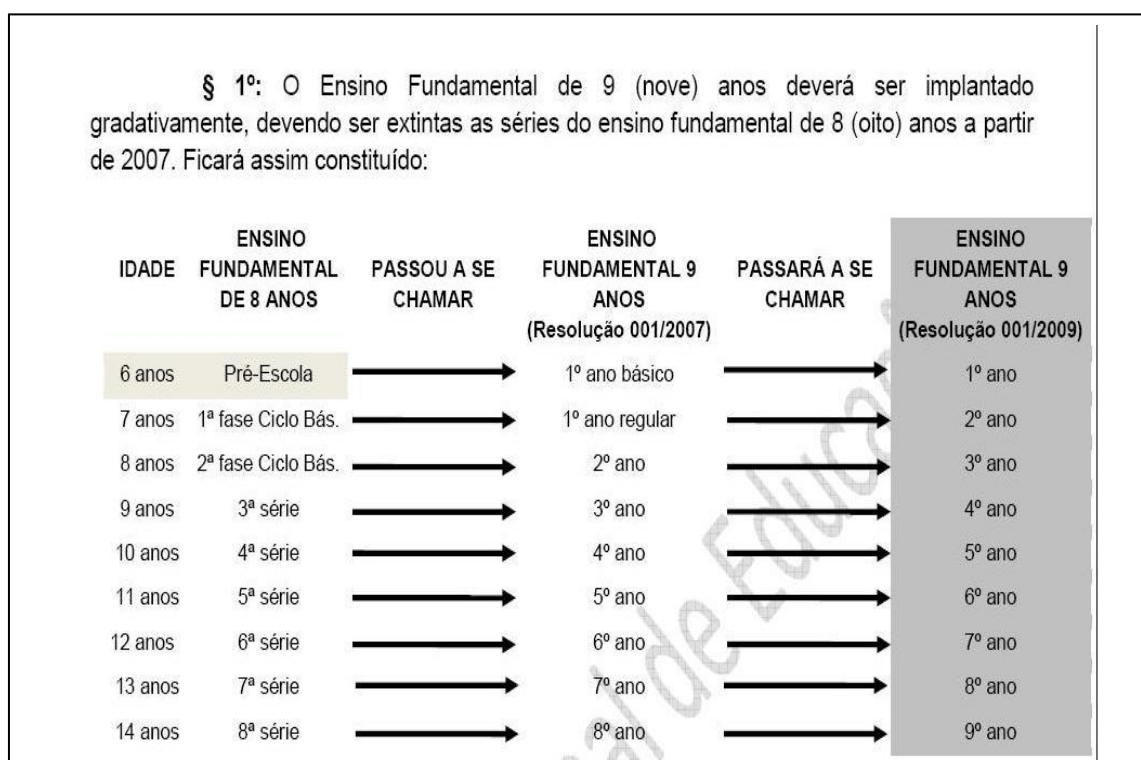 § 1º: O Ensino Fundamental de 9 (nove) anos deverá ser implantado
gradativamente, devendo ser extintas as séries do ensino fundamental de 8 (oito) anos a partir
de 2007. Ficará assim constituído:
IDADE ENSINO FUNDAMENTAL DE 8 ANOS PASSOU A SE CHAMAR ENSINO FUNDAMENTAL 9 ANOS (Resolução 001/2007) PASSARÁ A SE CHAMAR ENSINO FUNDAMENTAL 9 ANOS (Resolução 001/2009)
6 anos Pré-Escola 1º ano básico 1º ano
7 anos 1ª fase Ciclo Bás. 1º ano regular 2º ano
8 anos 2ª fase Ciclo Bás. 2º ano 3º ano
9 anos 3ª série 3º ano 4º ano
10 anos 4ª série 4º ano 5º ano
11 anos 5ª série 5º ano 6º ano
12 anos 6ª série 6º ano 7º ano
13 anos 7ª série 7º ano 8º ano
14 anos 8ª série 8º ano 9º ano
de